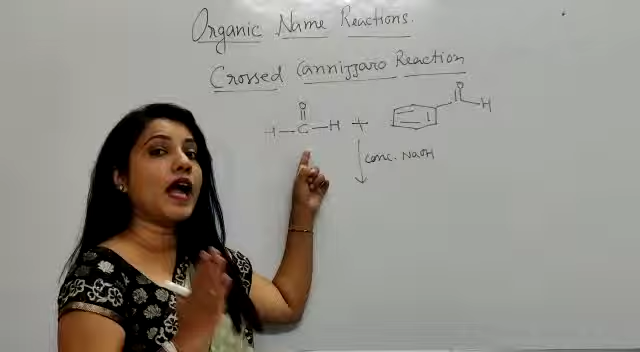 Organic Name Reactions.
Crossed Cannizzaro Reaction
O O
H – C – H + H
conc. NaOH